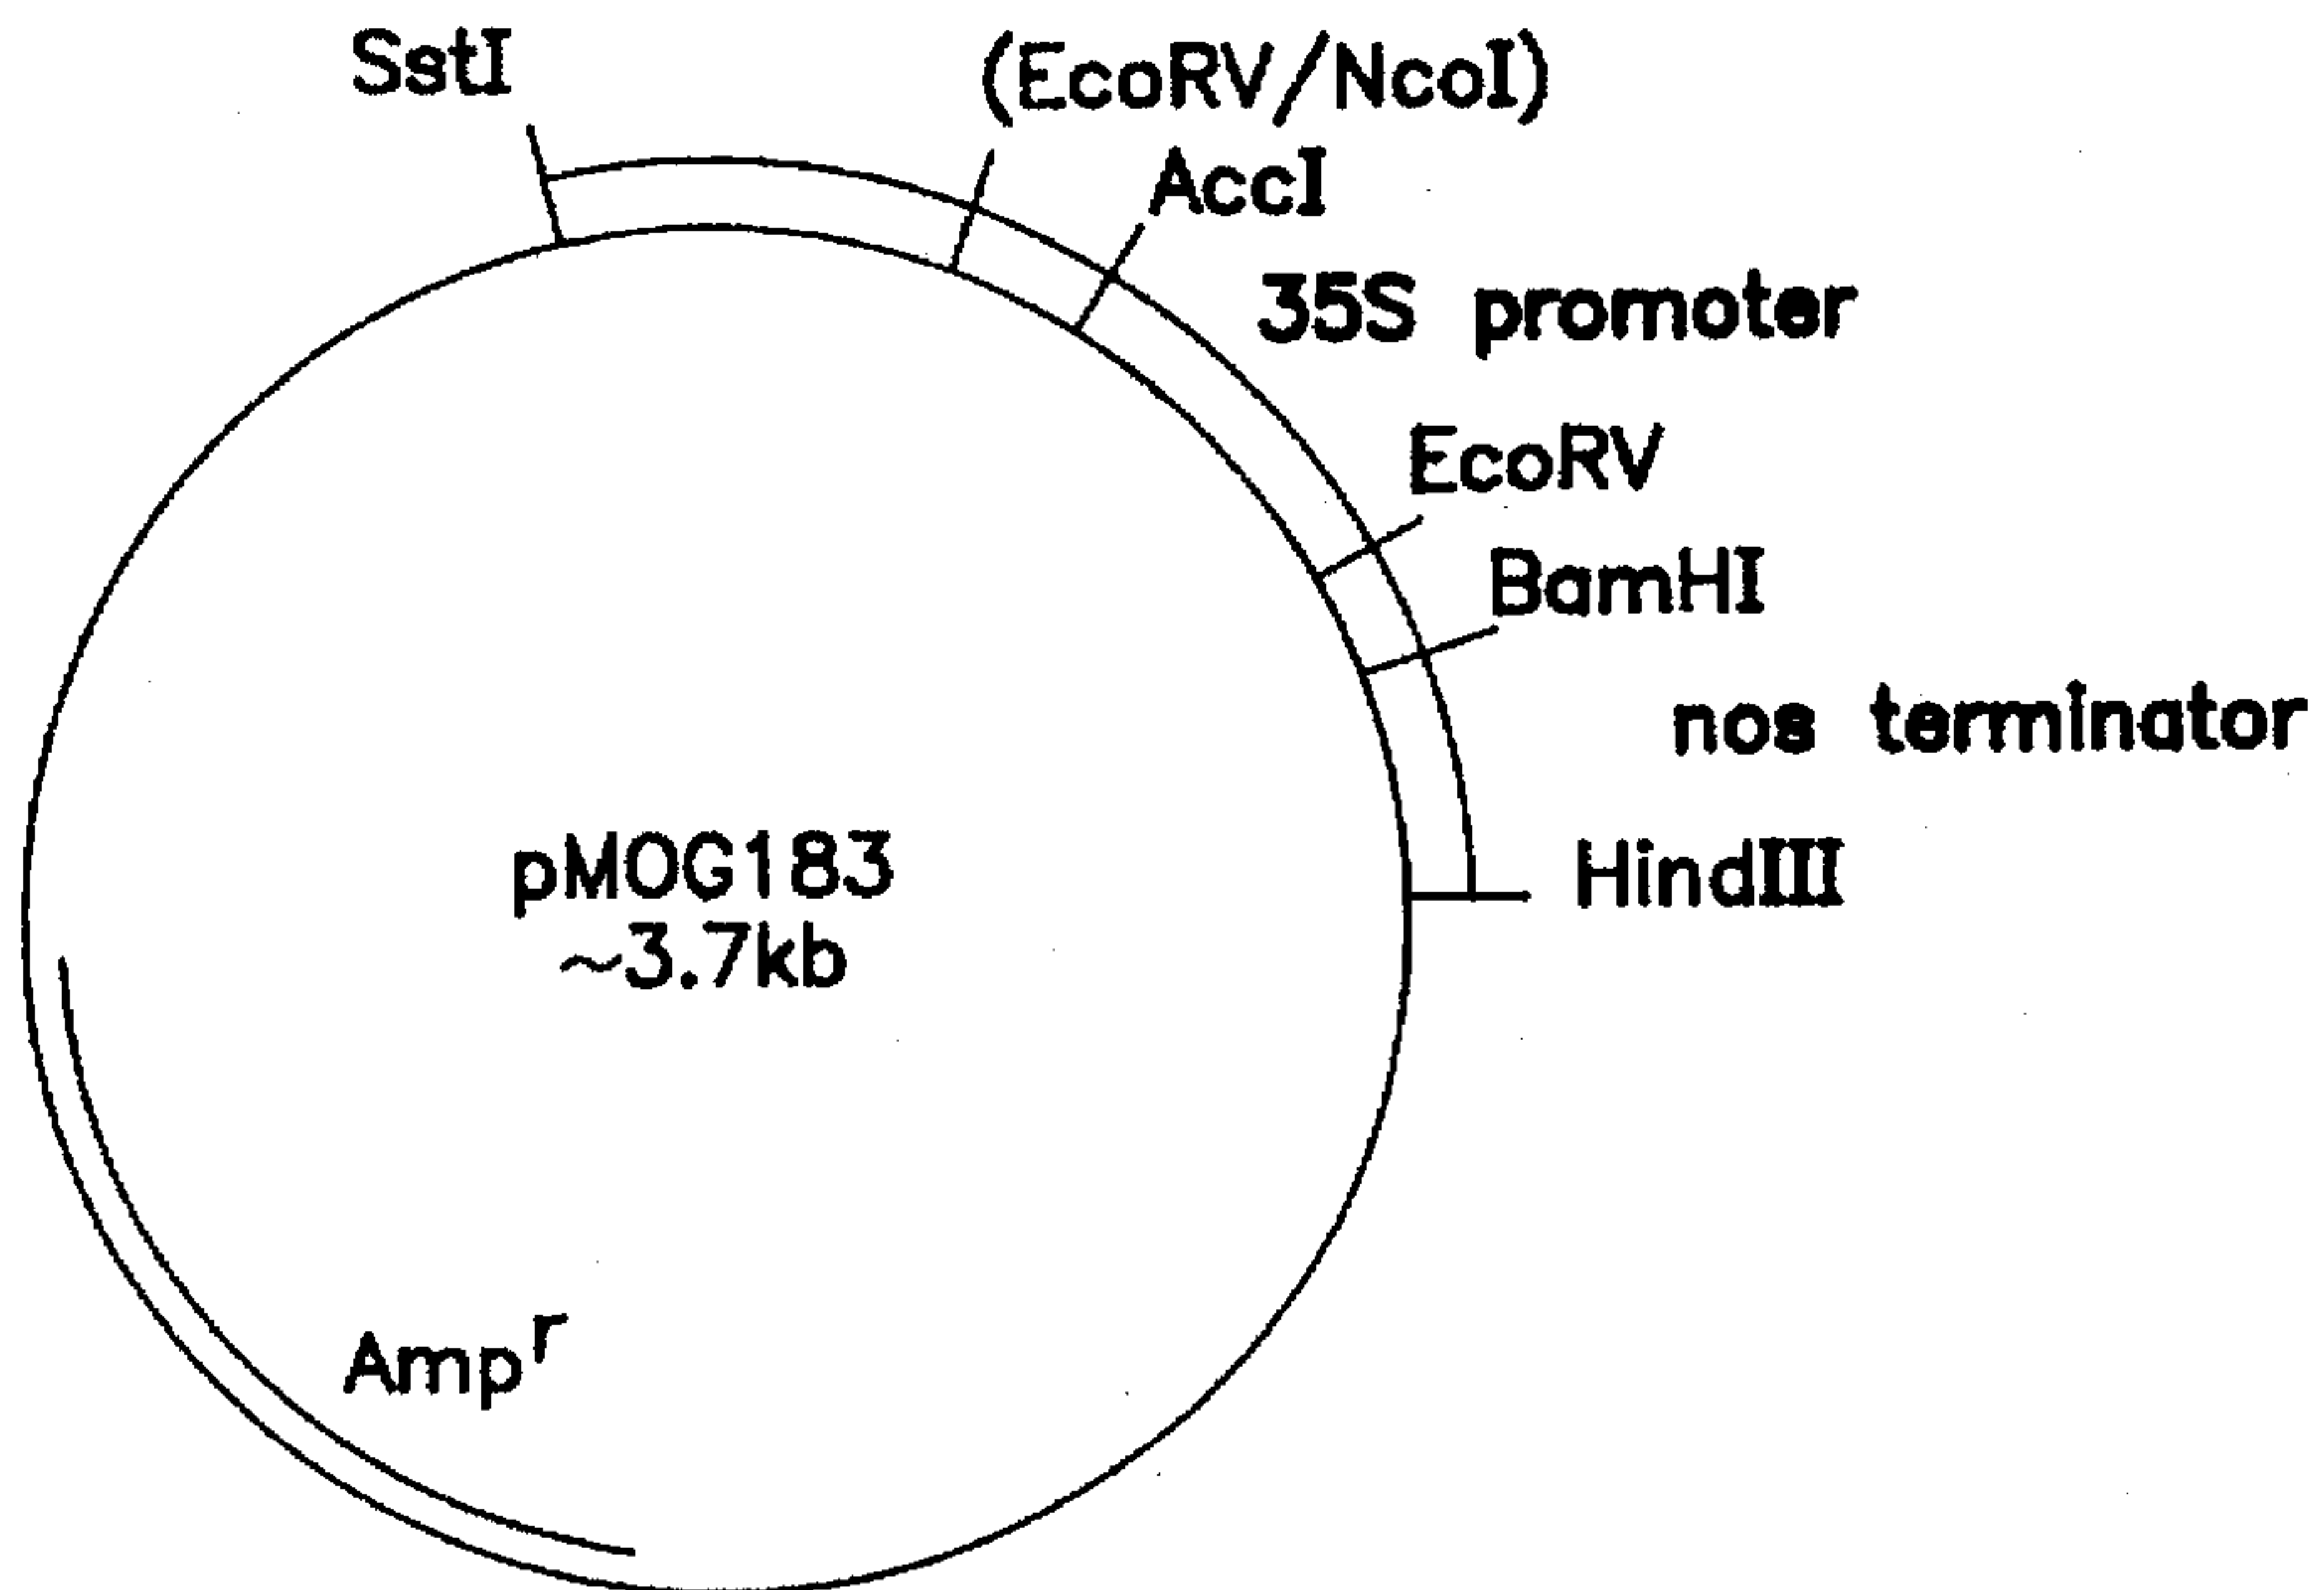 SstI
(EcoRV/NcoI)
AccI
35S promoter
EcoRV
BamHI
nos terminator
pMOG183
~3.7kb
HindIII
Amp^r